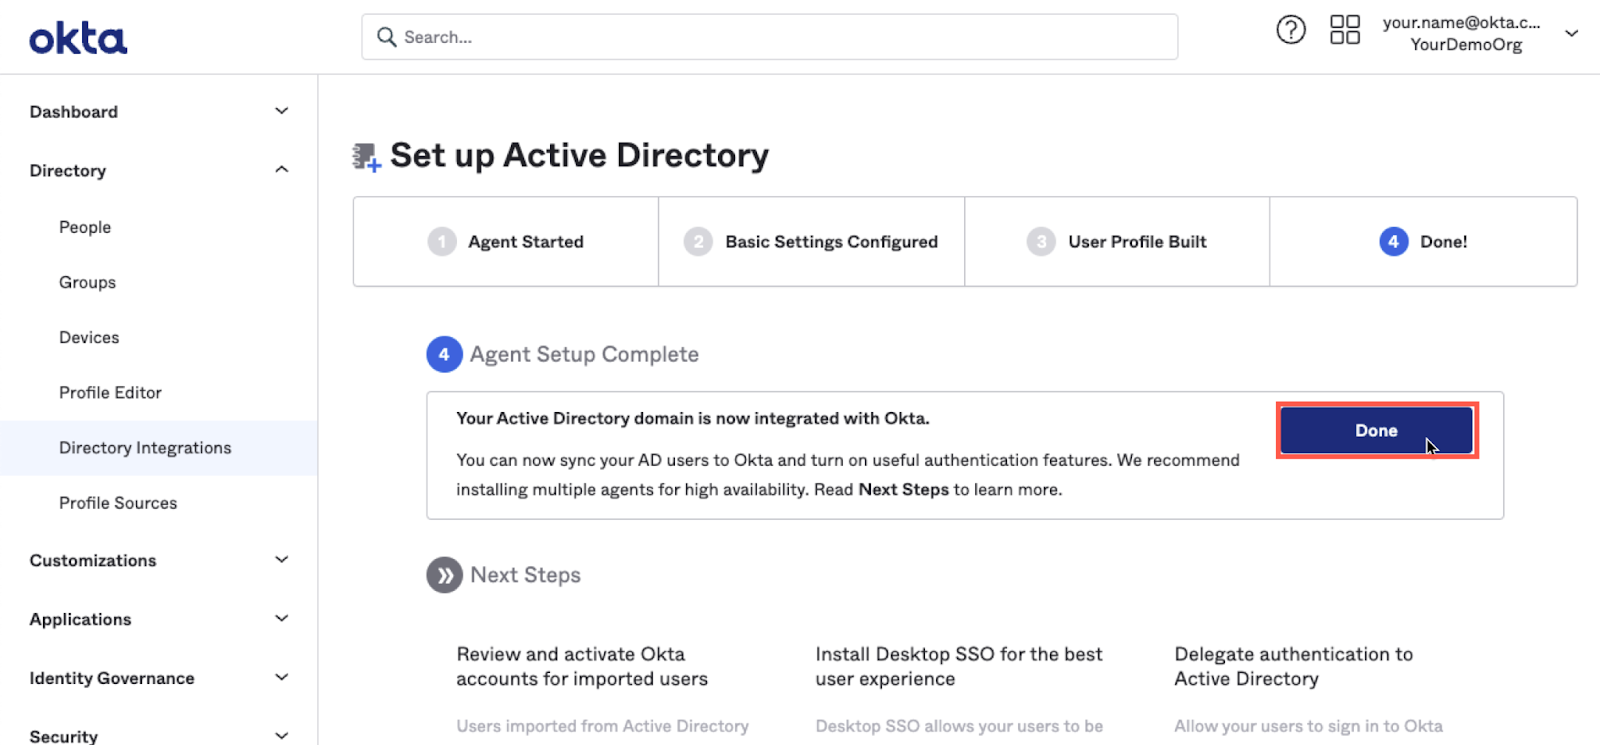 okta
Search...
your.name@okta.c...
YourDemoOrg
Dashboard
Directory
People
Groups
Devices
Profile Editor
Directory Integrations
Profile Sources
Customizations
Applications
Identity Governance
Security
Set up Active Directory
1 Agent Started
2 Basic Settings Configured
3 User Profile Built
4 Done!
4 Agent Setup Complete
Your Active Directory domain is now integrated with Okta.
You can now sync your AD users to Okta and turn on useful authentication features. We recommend
installing multiple agents for high availability. Read Next Steps to learn more.
Done
Next Steps
Review and activate Okta
accounts for imported users
Users imported from Active Directory
Install Desktop SSO for the best
user experience
Desktop SSO allows your users to be
Delegate authentication to
Active Directory
Allow your users to sign in to Okta